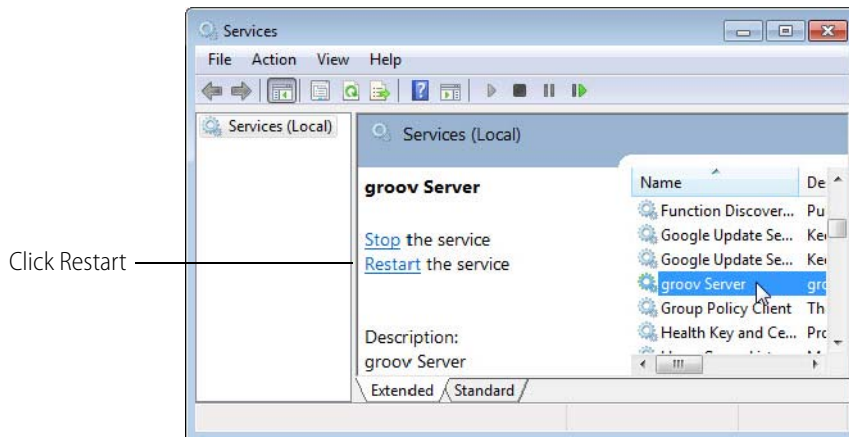 Services
File Action View Help
Services (Local)
Services (Local)
groov Server
Stop the service
Restart the service
Description:
groov Server
Name De
Function Discover... Pu
Google Update Se... Ke
Google Update Se... Ke
groov Server gro
Group Policy Client Th
Health Key and Ce... Pro
Extended Standard
Click Restart